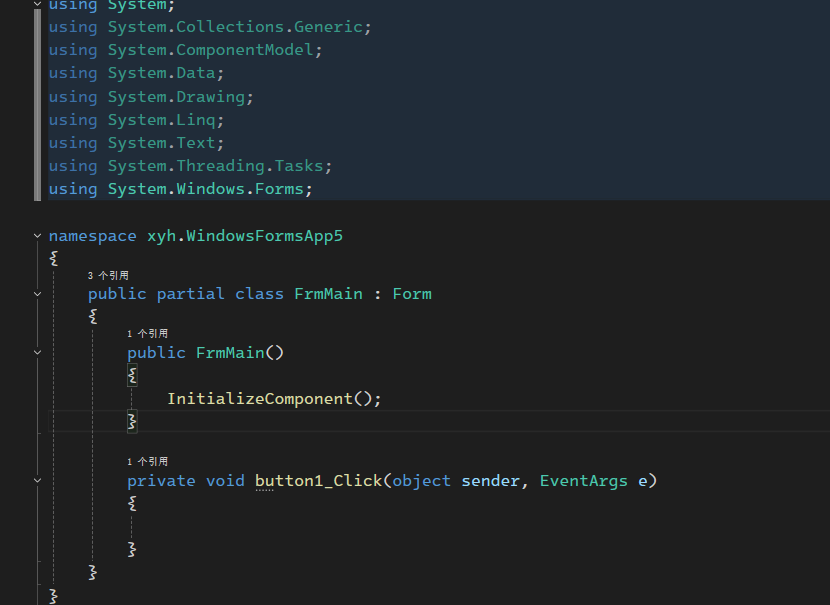 using System;
using System.Collections.Generic;
using System.ComponentModel;
using System.Data;
using System.Drawing;
using System.Linq;
using System.Text;
using System.Threading.Tasks;
using System.Windows.Forms;
namespace xyh.WindowsFormsApp5
{
3 个引用
public partial class FrmMain : Form
{
1 个引用
public FrmMain()
{
InitializeComponent();
}
1 个引用
private void button1_Click(object sender, EventArgs e)
{
}
}
}